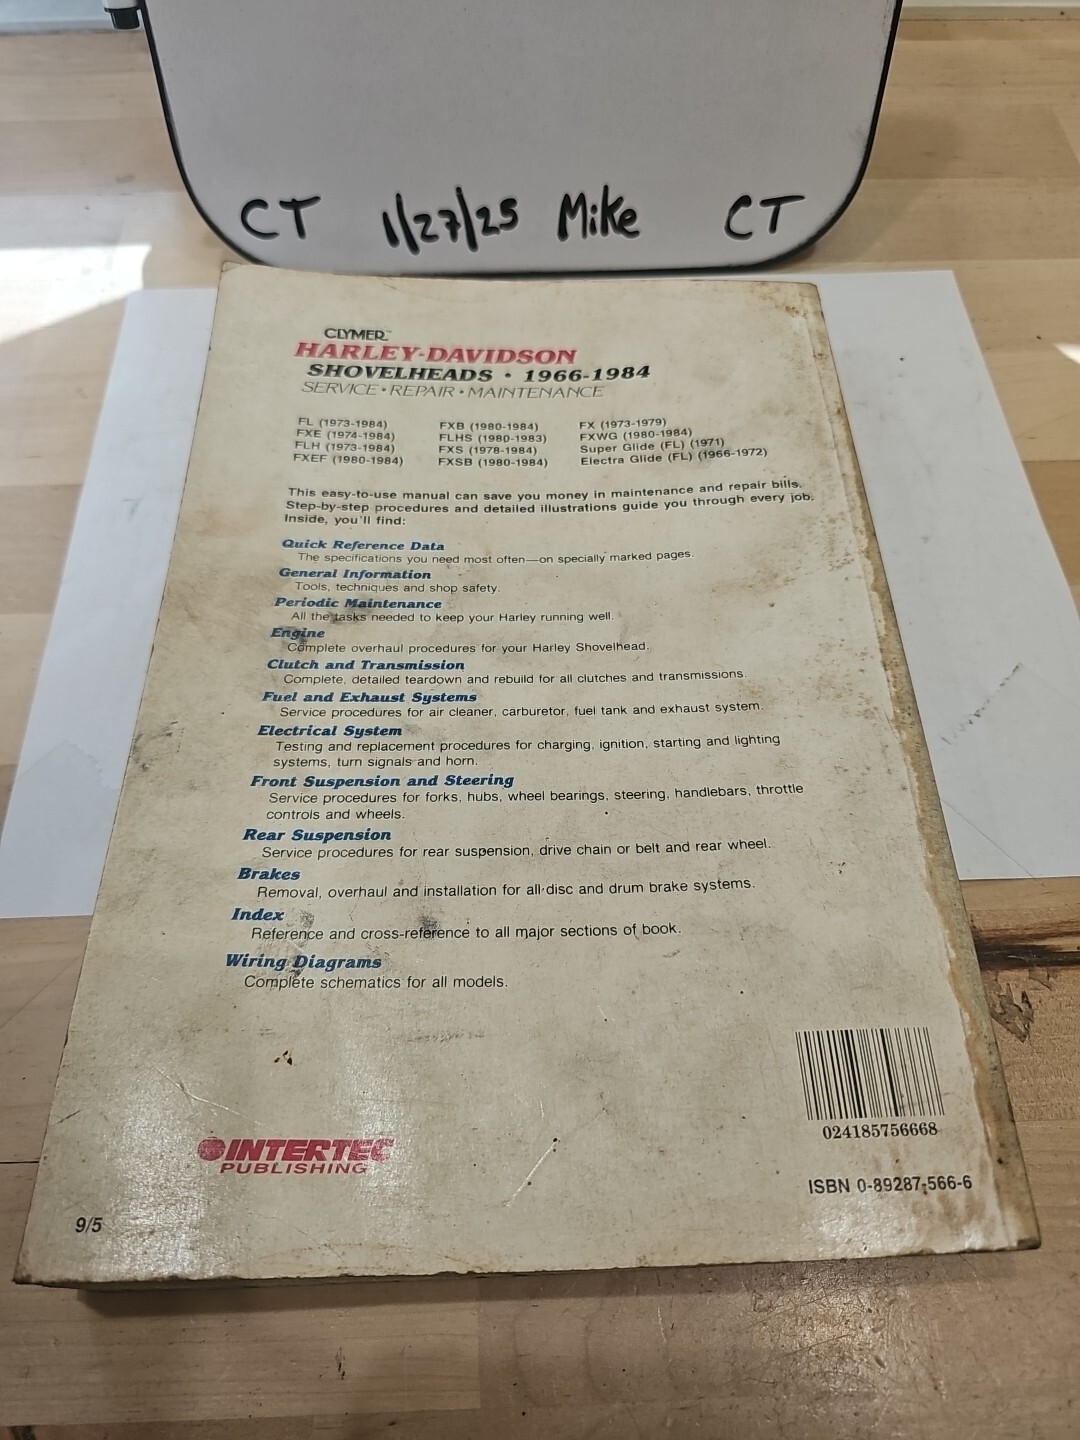 CT 1/27/25 Mike CT
CLYMER™
HARLEY-DAVIDSON
SHOVELHEADS • 1966-1984
SERVICE • REPAIR • MAINTENANCE
FL (1973-1984) FXB (1980-1984) FX (1973-1979)
FXE (1974-1984) FLHS (1980-1983) FXWG (1980-1984)
FLH (1973-1984) FXS (1978-1984) Super Glide (FL) (1971)
FXEF (1980-1984) FXSB (1980-1984) Electra Glide (FL) (1966-1972)
This easy-to-use manual can save you money in maintenance and repair bills.
Step-by-step procedures and detailed illustrations guide you through every job.
Inside, you'll find:
Quick Reference Data
The specifications you need most often—on specially marked pages.
General Information
Tools, techniques and shop safety.
Periodic Maintenance
All the tasks needed to keep your Harley running well.
Engine
Complete overhaul procedures for your Harley Shovelhead.
Clutch and Transmission
Complete, detailed teardown and rebuild for all clutches and transmissions.
Fuel and Exhaust Systems
Service procedures for air cleaner, carburetor, fuel tank and exhaust system.
Electrical System
Testing and replacement procedures for charging, ignition, starting and lighting
systems, turn signals and horn.
Front Suspension and Steering
Service procedures for forks, hubs, wheel bearings, steering, handlebars, throttle
controls and wheels.
Rear Suspension
Service procedures for rear suspension, drive chain or belt and rear wheel.
Brakes
Removal, overhaul and installation for all disc and drum brake systems.
Index
Reference and cross-reference to all major sections of book.
Wiring Diagrams
Complete schematics for all models.
024185756668
INTERTEC
PUBLISHING
ISBN 0-89287-566-6
9/5